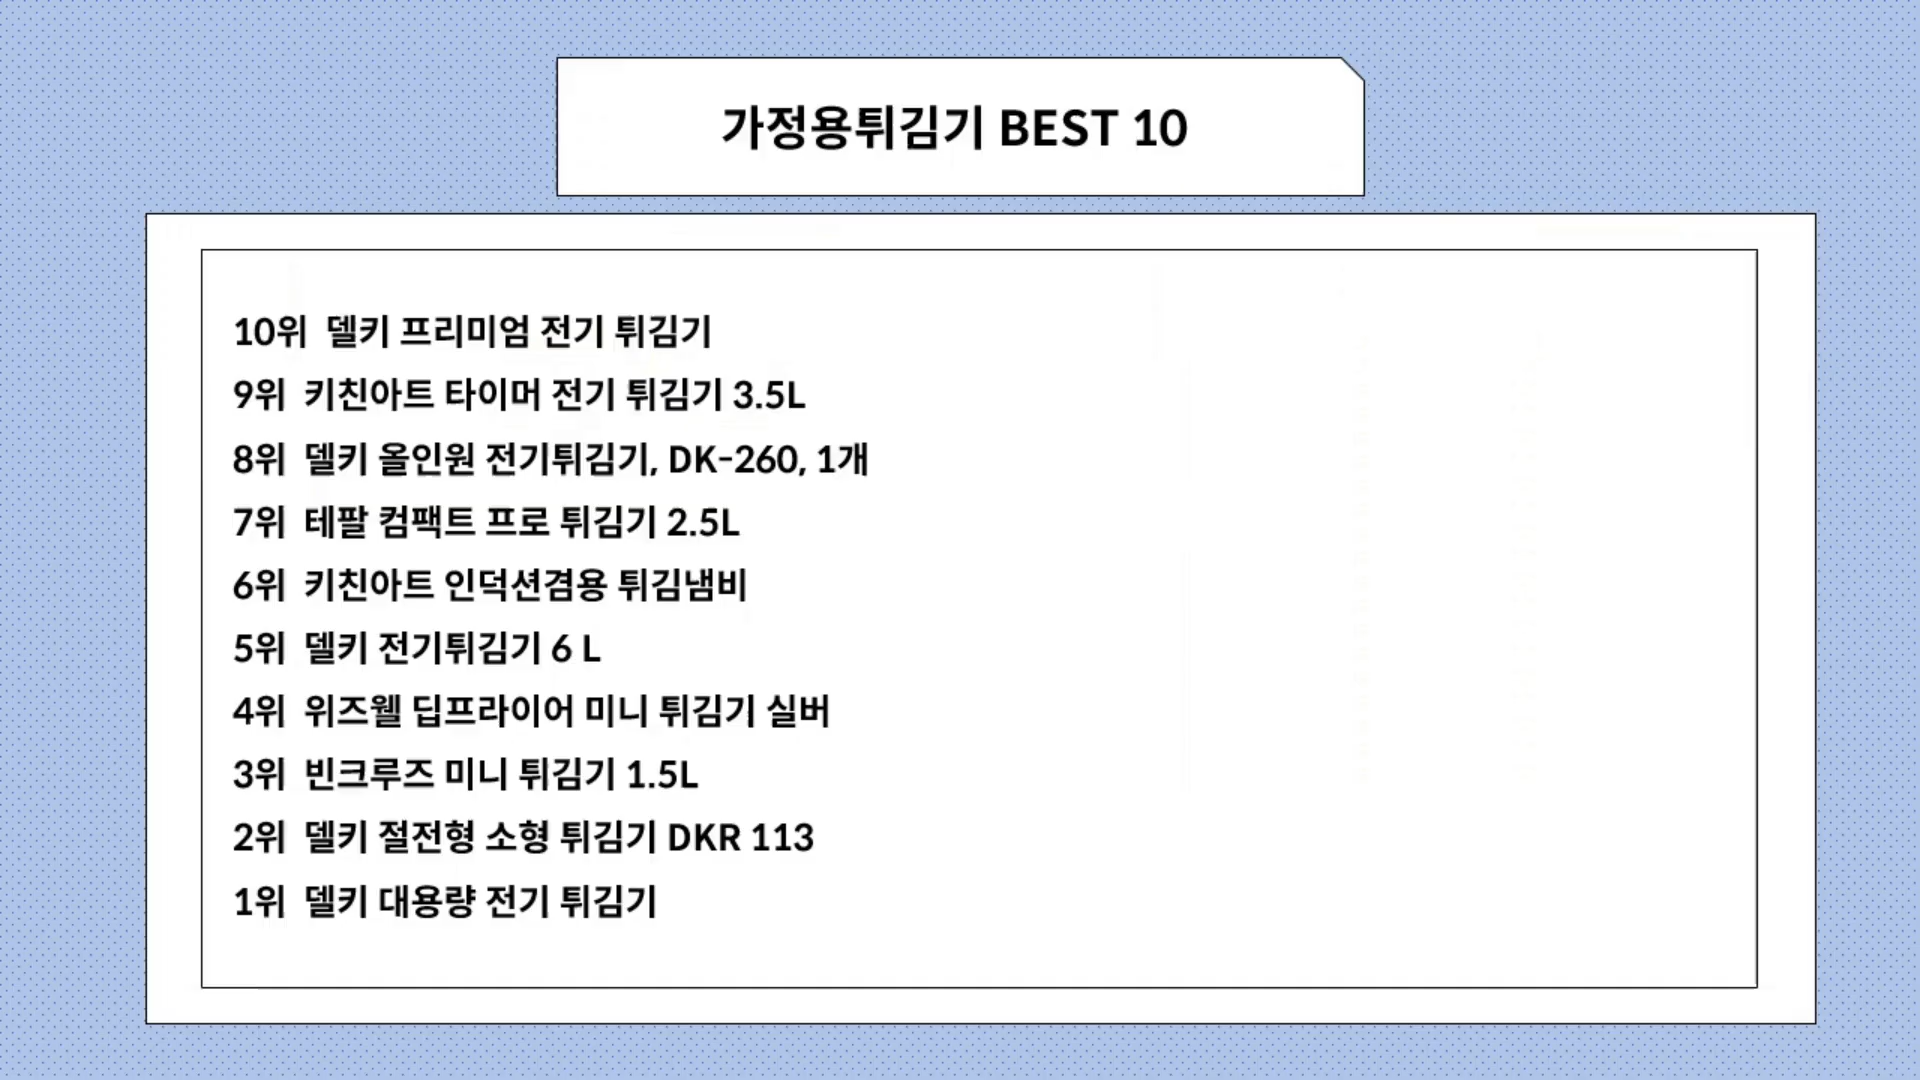 가정용튀김기 BEST 10
10위 델키 프리미엄 전기 튀김기
9위 키친아트 타이머 전기 튀김기 3.5L
8위 델키 올인원 전기튀김기, DK-260, 1개
7위 테팔 컴팩트 프로 튀김기 2.5L
6위 키친아트 인덕션겸용 튀김냄비
5위 델키 전기튀김기 6 L
4위 위즈웰 딥프라이어 미니 튀김기 실버
3위 빈크루즈 미니 튀김기 1.5L
2위 델키 절전형 소형 튀김기 DKR 113
1위 델키 대용량 전기 튀김기